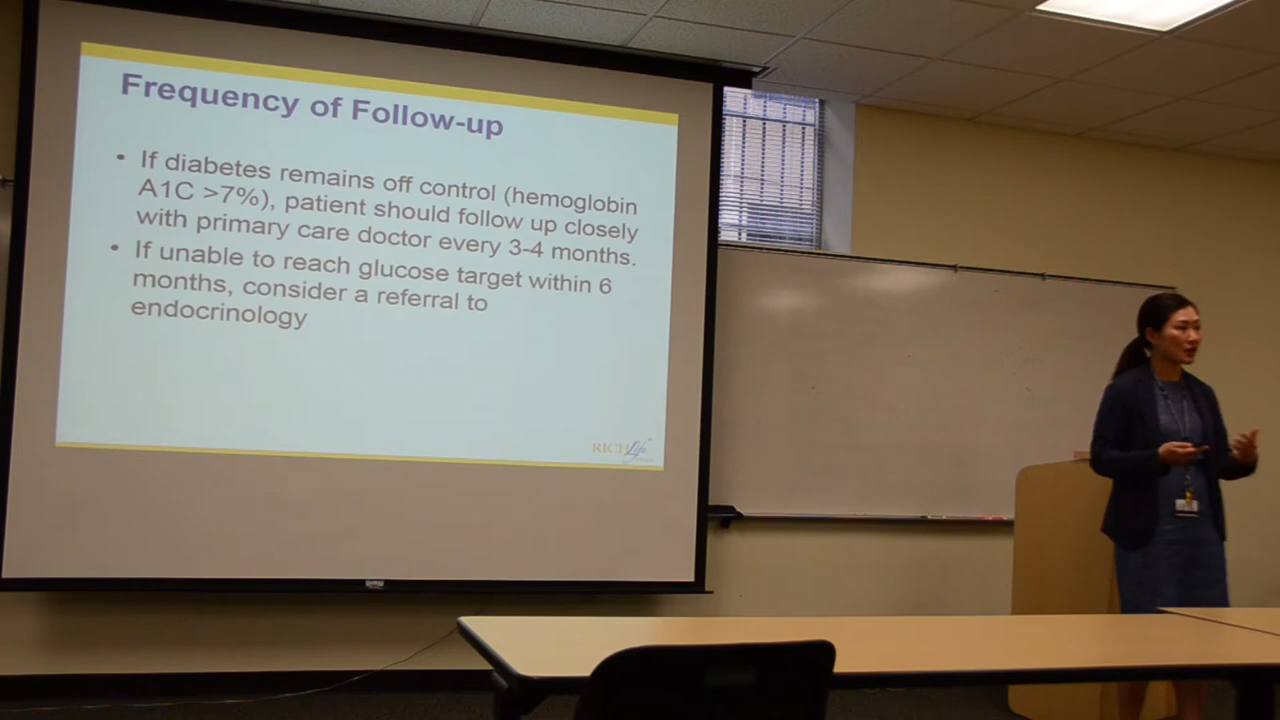 Frequency of Follow-up
• If diabetes remains off control (hemoglobin
A1C >7%), patient should follow up closely
with primary care doctor every 3-4 months.
• If unable to reach glucose target within 6
months, consider a referral to
endocrinology
RICHLife